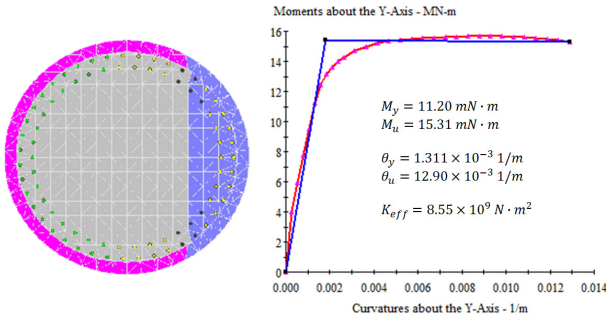 Moments about the Y-Axis - MN-m
16
14
12
10
8
6
4
2
0
M_y = 11.20 mN · m
M_u = 15.31 mN · m
θ_y = 1.311 × 10⁻³ 1/m
θ_u = 12.90 × 10⁻³ 1/m
K_eff = 8.55 × 10⁹ N · m²
0.000 0.002 0.004 0.006 0.008 0.010 0.012 0.014
Curvatures about the Y-Axis - 1/m